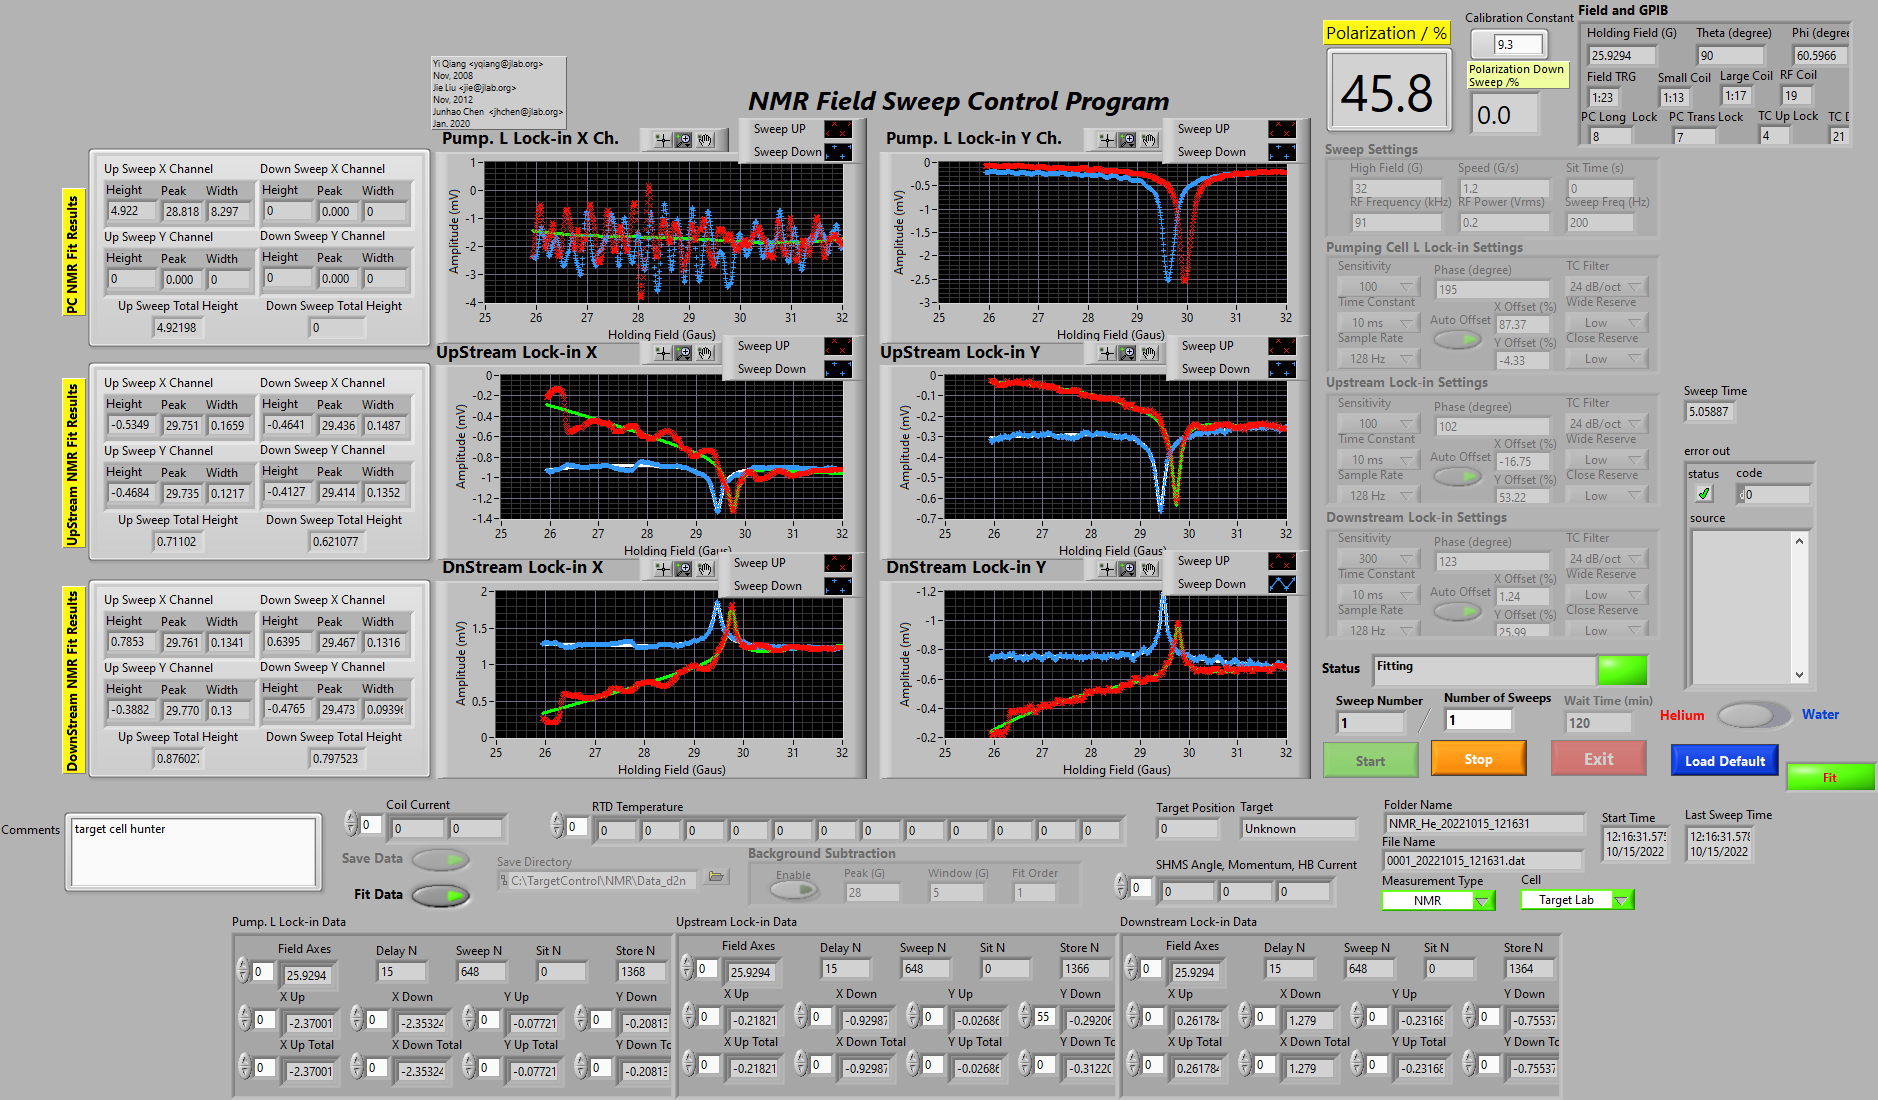 Yi Qiang <yqiang@jlab.org>
Nov, 2008
Jie Liu <jie@jlab.org>
Nov, 2012
Junhao Chen <jhchen@jlab.org>
Jan. 2020
NMR Field Sweep Control Program
Polarization / %
45.8
Calibration Constant
9.3
Polarization Down
Sweep /%
0.0
Field and GPIB
Holding Field (G) Theta (degree) Phi (degree
25.9294 90 60.5966
Field TRG Small Coil Large Coil RF Coil
1:23 1:13 1:17 19
PC Long Lock PC Trans Lock TC Up Lock TC
8 7 4 21
PC NMR Fit Results
Up Sweep X Channel Down Sweep X Channel
Height Peak Width Height Peak Width
4.922 28.818 8.297 0 0.000 0
Up Sweep Y Channel Down Sweep Y Channel
Height Peak Width Height Peak Width
0 0.000 0 0 0.000 0
Up Sweep Total Height Down Sweep Total Height
4.92198 0
Pump. L Lock-in X Ch.
Sweep UP
Sweep Down
Amplitude (mV)
1
0
-1
-2
-3
-4
25 26 27 28 29 30 31 32
Holding Field (Gaus)
Pump. L Lock-in Y Ch.
Sweep UP
Sweep Down
Amplitude (mV)
0
-0.5
-1
-1.5
-2
-2.5
-3
25 26 27 28 29 30 31 32
Holding Field (Gaus)
UpStream NMR Fit Results
Up Sweep X Channel Down Sweep X Channel
Height Peak Width Height Peak Width
-0.5349 29.751 0.1659 -0.4641 29.436 0.1487
Up Sweep Y Channel Down Sweep Y Channel
Height Peak Width Height Peak Width
-0.4684 29.735 0.1217 -0.4127 29.414 0.1352
Up Sweep Total Height Down Sweep Total Height
0.71102 0.621077
UpStream Lock-in X
Sweep UP
Sweep Down
Amplitude (mV)
0
-0.2
-0.4
-0.6
-0.8
-1
-1.2
-1.4
25 26 27 28 29 30 31 32
Holding Field (Gaus)
UpStream Lock-in Y
Sweep UP
Sweep Down
Amplitude (mV)
0
-0.1
-0.2
-0.3
-0.4
-0.5
-0.6
-0.7
25 26 27 28 29 30 31 32
Holding Field (Gaus)
DownStream NMR Fit Results
Up Sweep X Channel Down Sweep X Channel
Height Peak Width Height Peak Width
0.7853 29.761 0.1341 0.6395 29.467 0.1316
Up Sweep Y Channel Down Sweep Y Channel
Height Peak Width Height Peak Width
-0.3882 29.770 0.13 -0.4765 29.473 0.09396
Up Sweep Total Height Down Sweep Total Height
0.876027 0.797523
DnStream Lock-in X
Sweep UP
Sweep Down
Amplitude (mV)
2
1.5
1
0.5
0
25 26 27 28 29 30 31 32
Holding Field (Gaus)
DnStream Lock-in Y
Sweep UP
Sweep Down
Amplitude (mV)
-1.2
-1
-0.8
-0.6
-0.4
-0.2
25 26 27 28 29 30 31 32
Holding Field (Gaus)
Sweep Settings
High Field (G) Speed (G/s) Sit Time (s)
32 1.2 0
RF Frequency (kHz) RF Power (Vrms) Sweep Freq (Hz)
91 0.2 200
Pumping Cell L Lock-in Settings
Sensitivity Phase (degree) TC Filter
100 195 24 dB/oct
Time Constant X Offset (%) Wide Reserve
10 ms Auto Offset 87.37 Low
Sample Rate Y Offset (%) Close Reserve
128 Hz -4.33 Low
Upstream Lock-in Settings
Sensitivity Phase (degree) TC Filter
100 102 24 dB/oct
Time Constant X Offset (%) Wide Reserve
10 ms Auto Offset -16.75 Low
Sample Rate Y Offset (%) Close Reserve
128 Hz 53.22 Low
Downstream Lock-in Settings
Sensitivity Phase (degree) TC Filter
300 123 24 dB/oct
Time Constant X Offset (%) Wide Reserve
10 ms Auto Offset 1.24 Low
Sample Rate Y Offset (%) Close Reserve
128 Hz 25.99 Low
Sweep Time
5.05887
error out
status code
0
source
Status Fitting
Sweep Number Number of Sweeps Wait Time (min)
1 / 1 120
Helium Water
Start Stop Exit Load Default
Fit
Comments target cell hunter
Coil Current
0 0 0
RTD Temperature
0 0 0 0 0 0 0 0 0 0 0 0 0
Save Data
Fit Data
Save Directory
C:\TargetControl\NMR\Data_d2n
Background Subtraction
Enable Peak (G) Window (G) Fit Order
28 5 1
Target Position Target
0 Unknown
SHMS Angle, Momentum, HB Current
0 0 0 0
Folder Name
NMR_He_20221015_121631
File Name
0001_20221015_121631.dat
Measurement Type Cell
NMR Target Lab
Start Time Last Sweep Time
12:16:31.575 12:16:31.578
10/15/2022 10/15/2022
Pump. L Lock-in Data
Field Axes Delay N Sweep N Sit N Store N
0 25.9294 15 648 0 1368
X Up X Down Y Up Y Down
0 -2.37001 0 -2.35324 0 -0.07721 0 -0.20813
X Up Total X Down Total Y Up Total Y Down To
0 -2.37001 0 -2.35324 0 -0.07721 0 -0.20813
Upstream Lock-in Data
Field Axes Delay N Sweep N Sit N Store N
0 25.9294 15 648 0 1366
X Up X Down Y Up Y Down
0 -0.21821 0 -0.92987 0 -0.02686 55 -0.29206
X Up Total X Down Total Y Up Total Y Down Tc
0 -0.21821 0 -0.92987 0 -0.02686 0 -0.31220
Downstream Lock-in Data
Field Axes Delay N Sweep N Sit N Store N
0 25.9294 15 648 0 1364
X Up X Down Y Up Y Down
0 0.261784 0 1.279 0 -0.23168 0 -0.75537
X Up Total X Down Total Y Up Total Y Down Tc
0 0.261784 0 1.279 0 -0.23168 0 -0.75537